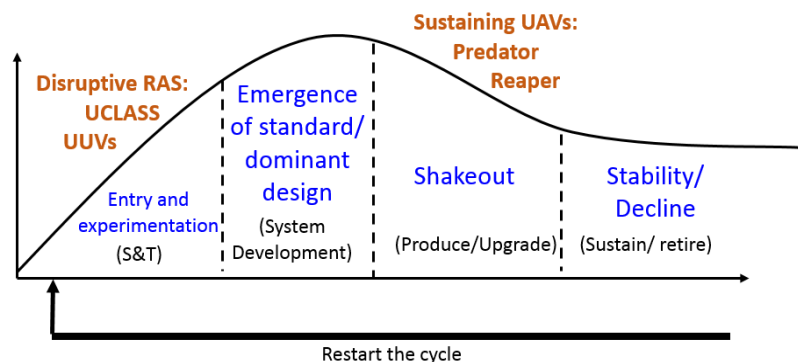 Disruptive RAS:
UCLASS
UUVs
Sustaining UAVs:
Predator
Reaper
Entry and
experimentation
(S&T)
Emergence
of standard/
dominant
design
(System
Development)
Shakeout
(Produce/Upgrade)
Stability/
Decline
(Sustain/ retire)
Restart the cycle